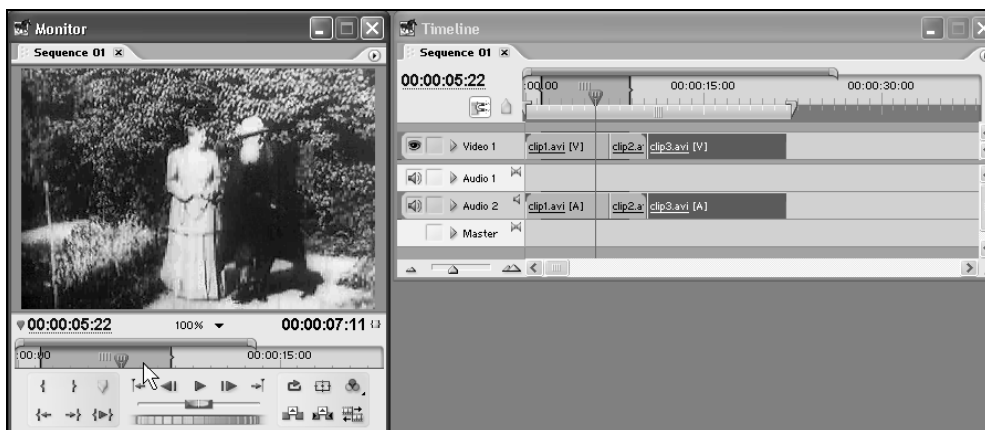 Monitor
Sequence 01
00:00:05:22
100%
00:00:07:11
:00:00
00:00:15:00
Timeline
Sequence 01
00:00:05:22
:00:00
00:00:15:00
00:00:30:00
Video 1
clip1.avi [V]
clip2.a
clip3.avi [V]
Audio 1
Audio 2
clip1.avi [A]
clip2.a
clip3.avi [A]
Master